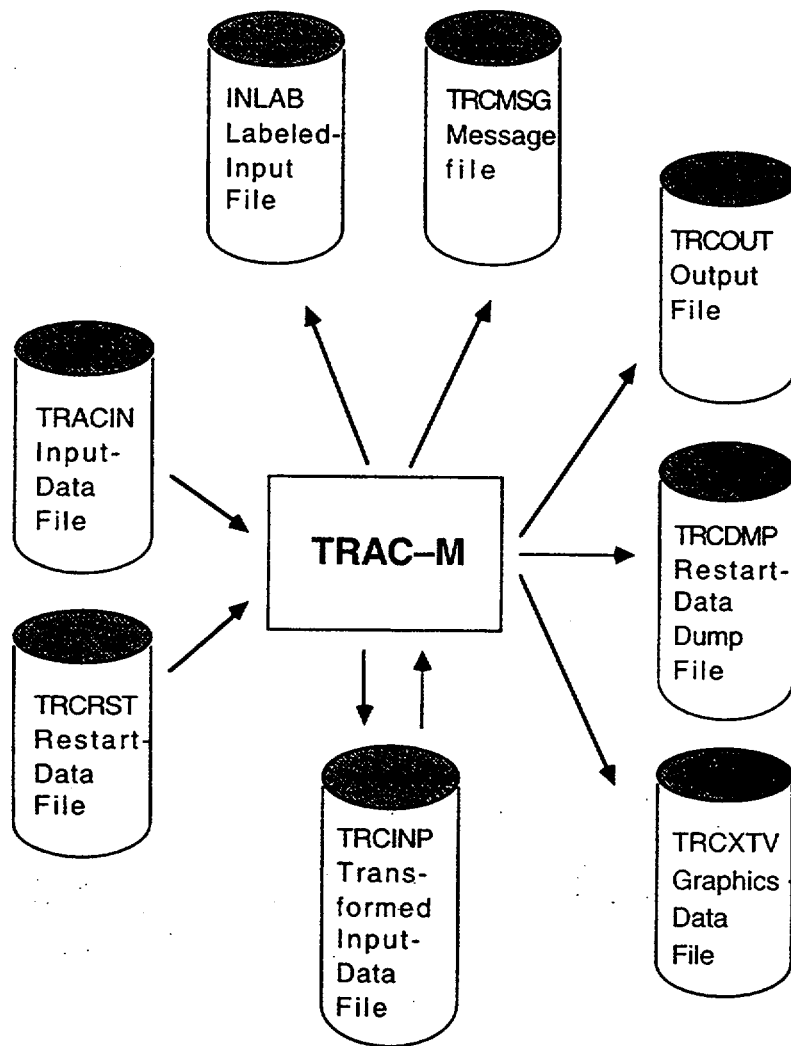 INLAB
Labeled-
Input
File
TRCMSG
Message
file
TRCOUT
Output
File
TRACIN
Input-
Data
File
TRAC–M
TRCDMP
Restart-
Data
Dump
File
TRCRST
Restart-
Data
File
TRCINP
Trans-
formed
Input-
Data
File
TRCXTV
Graphics-
Data
File